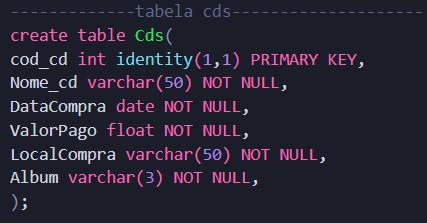 -------------tabela cds--------------------
create table Cds(
cod_cd int identity(1,1) PRIMARY KEY,
Nome_cd varchar(50) NOT NULL,
DataCompra date NOT NULL,
ValorPago float NOT NULL,
LocalCompra varchar(50) NOT NULL,
Album varchar(3) NOT NULL,
);